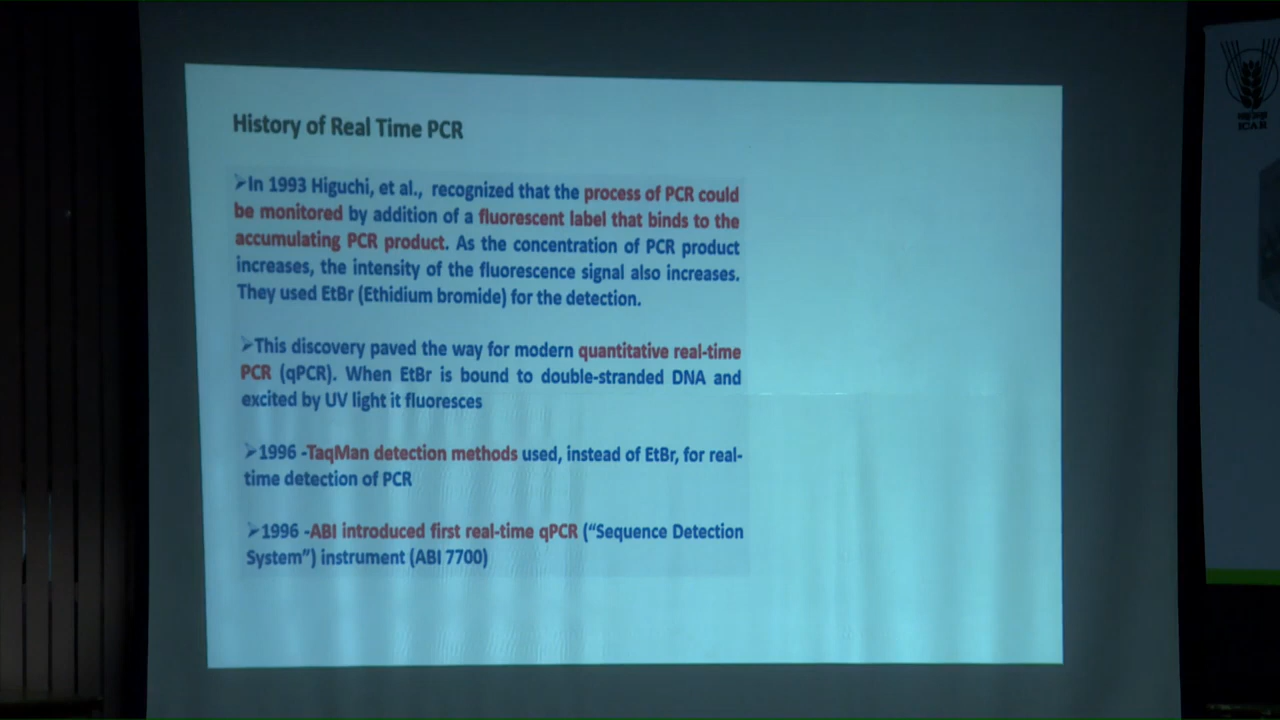 History of Real Time PCR
➢In 1993 Higuchi, et al., recognized that the process of PCR could
be monitored by addition of a fluorescent label that binds to the
accumulating PCR product. As the concentration of PCR product
increases, the intensity of the fluorescence signal also increases.
They used EtBr (Ethidium bromide) for the detection.
➢This discovery paved the way for modern quantitative real-time
PCR (qPCR). When EtBr is bound to double-stranded DNA and
excited by UV light it fluoresces
➢1996 -TaqMan detection methods used, instead of EtBr, for real-
time detection of PCR
➢1996 -ABI introduced first real-time qPCR (“Sequence Detection
System”) instrument (ABI 7700)
ICAR